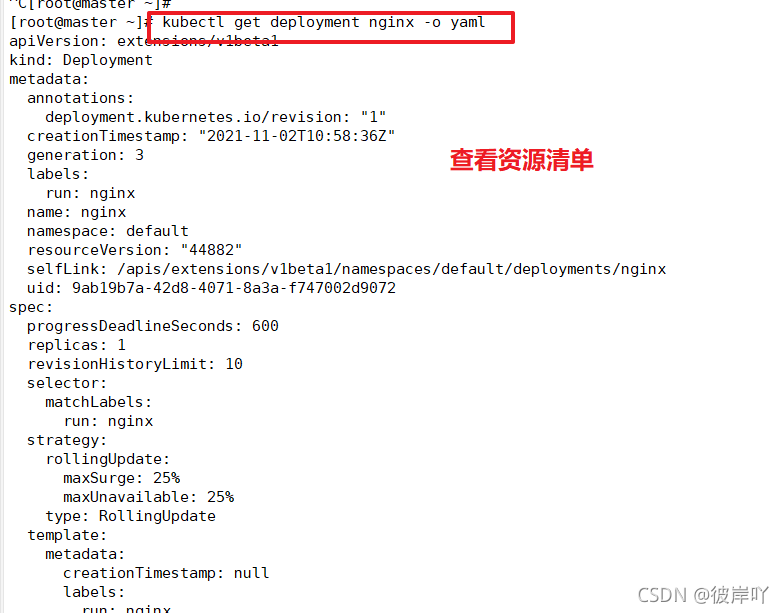 ^C[root@master ~]#
[root@master ~]# kubectl get deployment nginx -o yaml
apiVersion: extensions/v1beta1
kind: Deployment
metadata:
  annotations:
    deployment.kubernetes.io/revision: "1"
  creationTimestamp: "2021-11-02T10:58:36Z"
  generation: 3
查看资源清单
  labels:
    run: nginx
  name: nginx
  namespace: default
  resourceVersion: "44882"
  selfLink: /apis/extensions/v1beta1/namespaces/default/deployments/nginx
  uid: 9ab19b7a-42d8-4071-8a3a-f747002d9072
spec:
  progressDeadlineSeconds: 600
  replicas: 1
  revisionHistoryLimit: 10
  selector:
    matchLabels:
      run: nginx
  strategy:
    rollingUpdate:
      maxSurge: 25%
      maxUnavailable: 25%
    type: RollingUpdate
  template:
    metadata:
      creationTimestamp: null
      labels:
        run: nginx
CSDN @彼岸吖